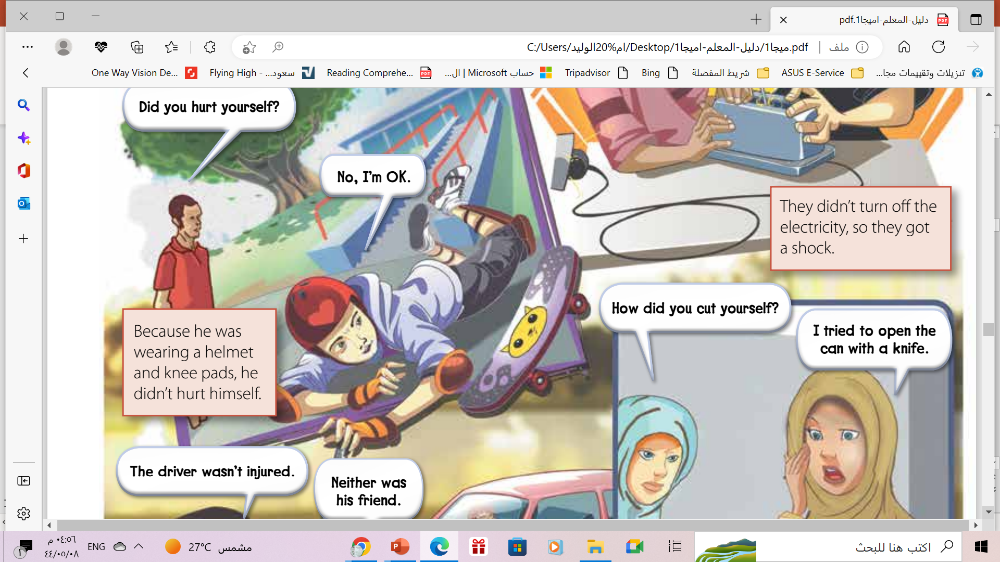 دليل-المعلم-اميجا1.pdf
ملف
C:/Users/ام%20الوليد/Desktop/ميجا1/دليل-المعلم-اميجا1.pdf
تنزيلات وتقييمات مجا...
ASUS E-Service
شريط المفضلة
Bing
Tripadvisor
حساب Microsoft | ال...
Reading Comprehe...
Flying High - سعود...
One Way Vision De...
Did you hurt yourself?
No, I'm OK.
They didn't turn off the
electricity, so they got
a shock.
Because he was
wearing a helmet
and knee pads, he
didn't hurt himself.
How did you cut yourself?
I tried to open the
can with a knife.
The driver wasn't injured.
Neither was
his friend.
اكتب هنا للبحث
27°C مشمس
ENG
٠٤:٥٦ م
٤٤/٠٥/٠٨
١